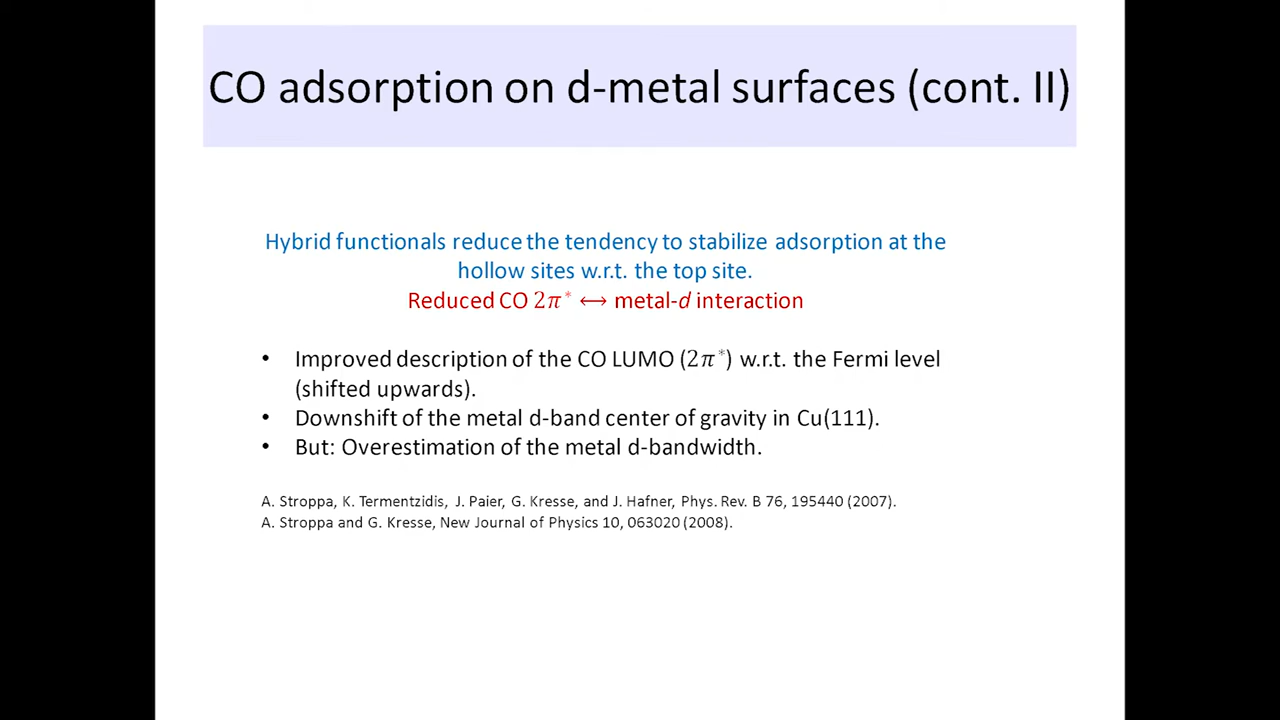 CO adsorption on d-metal surfaces (cont. II)
Hybrid functionals reduce the tendency to stabilize adsorption at the
hollow sites w.r.t. the top site.
Reduced CO 2π* ↔ metal-d interaction
• Improved description of the CO LUMO (2π*) w.r.t. the Fermi level
(shifted upwards).
• Downshift of the metal d-band center of gravity in Cu(111).
• But: Overestimation of the metal d-bandwidth.
A. Stroppa, K. Termentzidis, J. Paier, G. Kresse, and J. Hafner, Phys. Rev. B 76, 195440 (2007).
A. Stroppa and G. Kresse, New Journal of Physics 10, 063020 (2008).